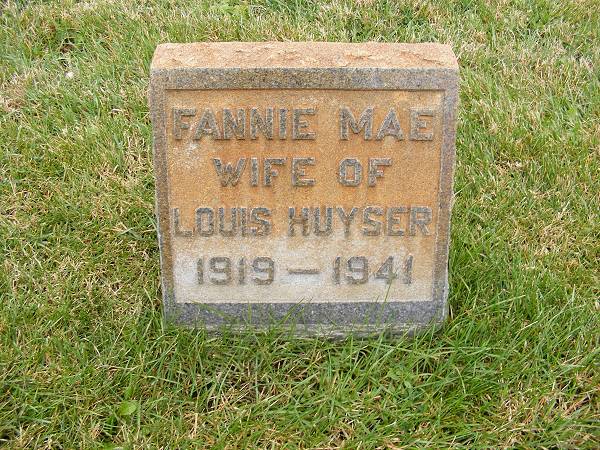 FANNIE MAE
WIFE OF
LOUIS HUYSER
1919—1941